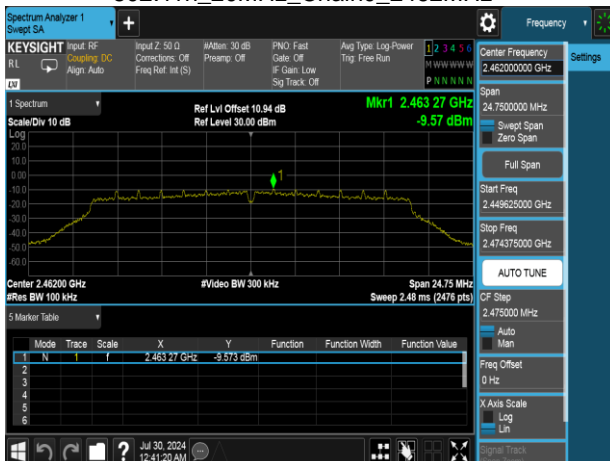 Spectrum Analyzer 1
Swept SA
+
Frequency
KEYSIGHT
RL
LXI
Input: RF
Coupling: DC
Align: Auto
Input Z: 50 Ω
Corrections: Off
Freq Ref: Int (S)
#Atten: 30 dB
Preamp: Off
PNO: Fast
Gate: Off
IF Gain: Low
Sig Track: Off
Avg Type: Log-Power
Trig: Free Run
1 2 3 4 5 6
M W W W W W
P N N N N N
Center Frequency
2.462000000 GHz
Settings
Span
24.7500000 MHz
Swept Span
Zero Span
Full Span
Start Freq
2.449625000 GHz
Stop Freq
2.474375000 GHz
AUTO TUNE
CF Step
2.475000 MHz
Auto
Man
Freq Offset
0 Hz
X Axis Scale
Log
Lin
Signal Track
1 Spectrum
Scale/Div 10 dB
Ref Lvl Offset 10.94 dB
Ref Level 30.00 dBm
Mkr1 2.463 27 GHz
-9.57 dBm
Log
20.0
10.0
0.00
-10.0
-20.0
-30.0
-40.0
-50.0
-60.0
1
Center 2.46200 GHz
#Res BW 100 kHz
#Video BW 300 kHz
Span 24.75 MHz
Sweep 2.48 ms (2476 pts)
5 Marker Table
Mode Trace Scale X Y Function Function Width Function Value
1 N 1 f 2.463 27 GHz -9.573 dBm
2
3
4
5
6
?
Jul 30, 2024
12:41:20 AM